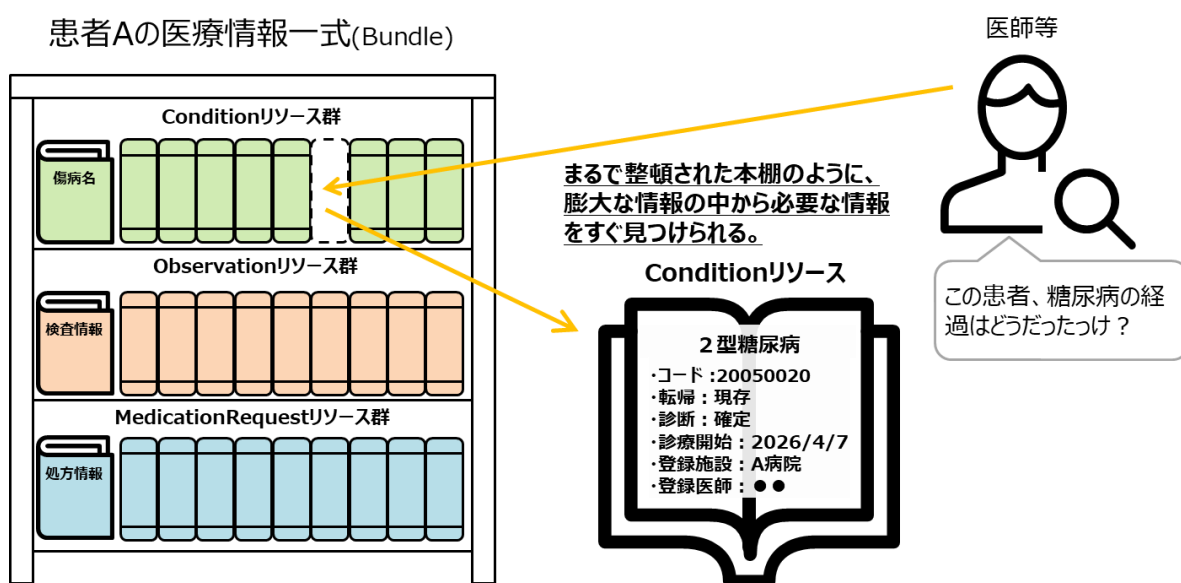 患者Aの医療情報一式(Bundle)
医師等
Conditionリソース群
傷病名
Observationリソース群
検査情報
MedicationRequestリソース群
処方情報
まるで整頓された本棚のように、
膨大な情報の中から必要な情報
をすぐ見つけられる。
Conditionリソース
２型糖尿病
・コード：20050020
・転帰：現存
・診断：確定
・診療開始：2026/4/7
・登録施設：A病院
・登録医師：●●
この患者、糖尿病の経
過はどうだったっけ？